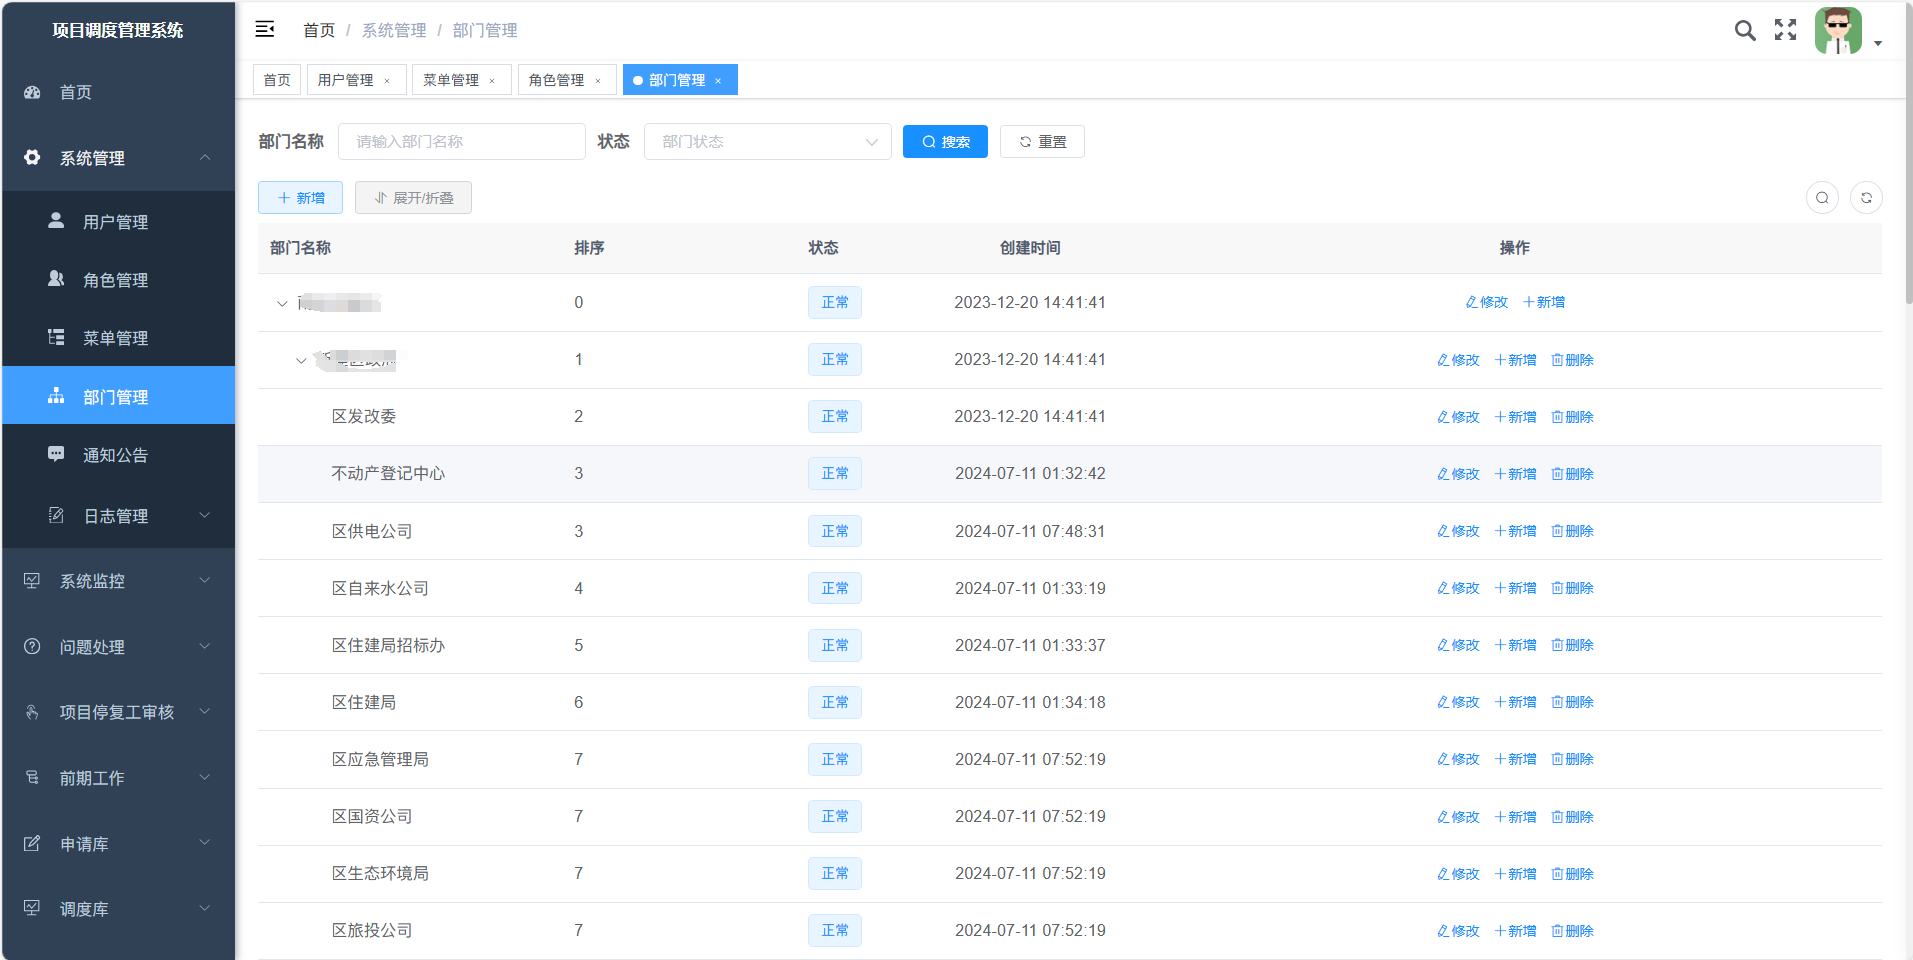 项目调度管理系统
首页
系统管理
用户管理
角色管理
菜单管理
部门管理
通知公告
日志管理
系统监控
问题处理
项目停复工审核
前期工作
申请库
调度库
首页 / 系统管理 / 部门管理
首页 用户管理 × 菜单管理 × 角色管理 × 部门管理 ×
部门名称 请输入部门名称 状态 部门状态 搜索 重置
新增 展开/折叠
部门名称 排序 状态 创建时间 操作
0 正常 2023-12-20 14:41:41 修改 新增
1 正常 2023-12-20 14:41:41 修改 新增 删除
区发改委 2 正常 2023-12-20 14:41:41 修改 新增 删除
不动产登记中心 3 正常 2024-07-11 01:32:42 修改 新增 删除
区供电公司 3 正常 2024-07-11 07:48:31 修改 新增 删除
区自来水公司 4 正常 2024-07-11 01:33:19 修改 新增 删除
区住建局招标办 5 正常 2024-07-11 01:33:37 修改 新增 删除
区住建局 6 正常 2024-07-11 01:34:18 修改 新增 删除
区应急管理局 7 正常 2024-07-11 07:52:19 修改 新增 删除
区国资公司 7 正常 2024-07-11 07:52:19 修改 新增 删除
区生态环境局 7 正常 2024-07-11 07:52:19 修改 新增 删除
区旅投公司 7 正常 2024-07-11 07:52:19 修改 新增 删除